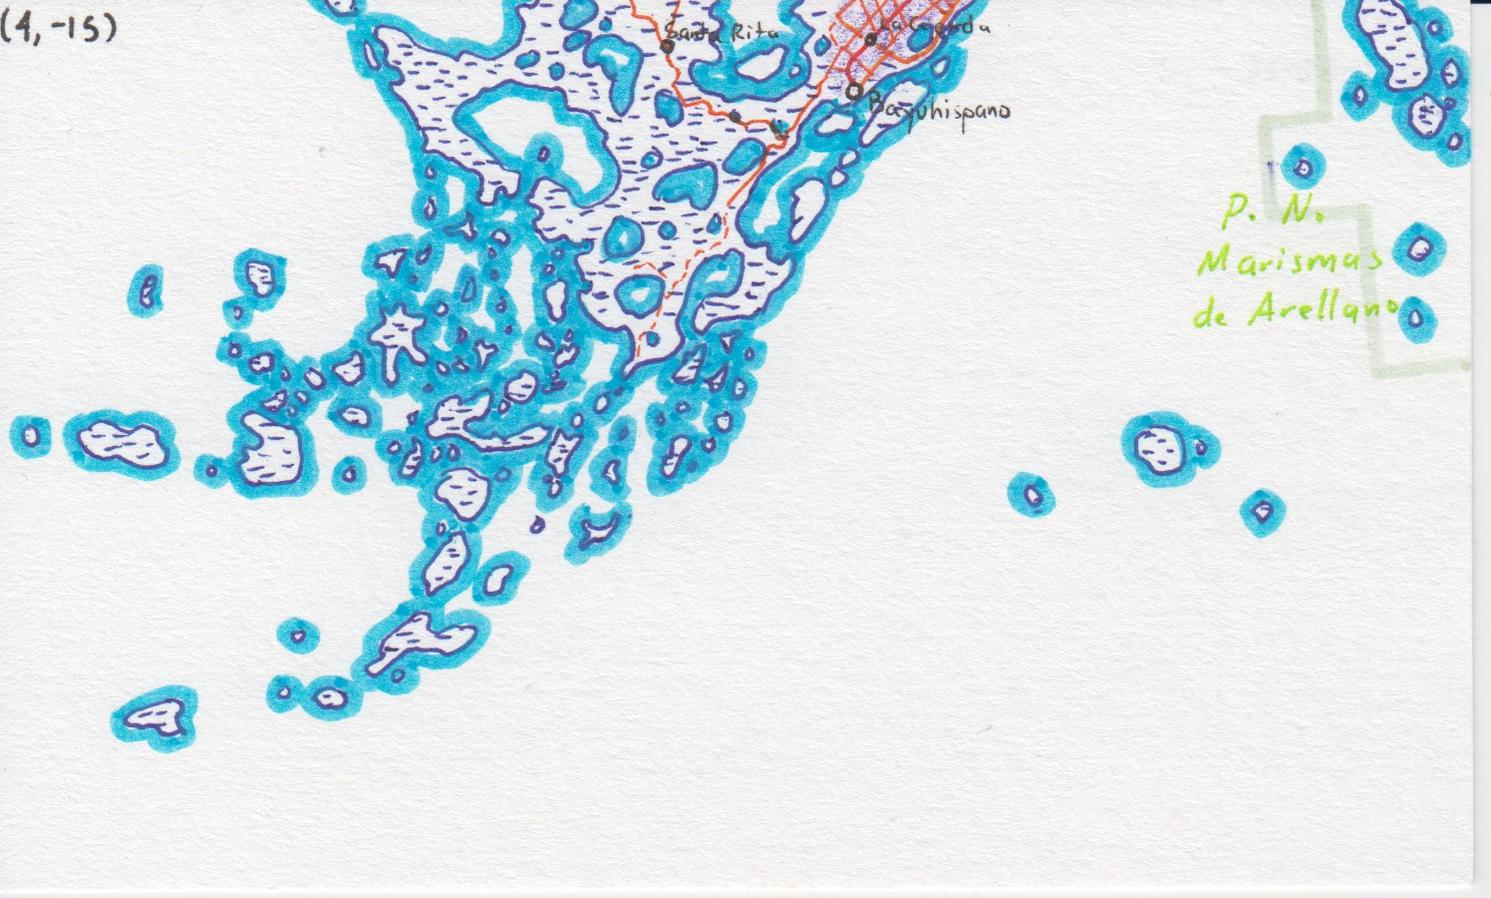 (4,-15)
Santa Rita
Bayuhispano
P. N.
Marismas
de Arellano